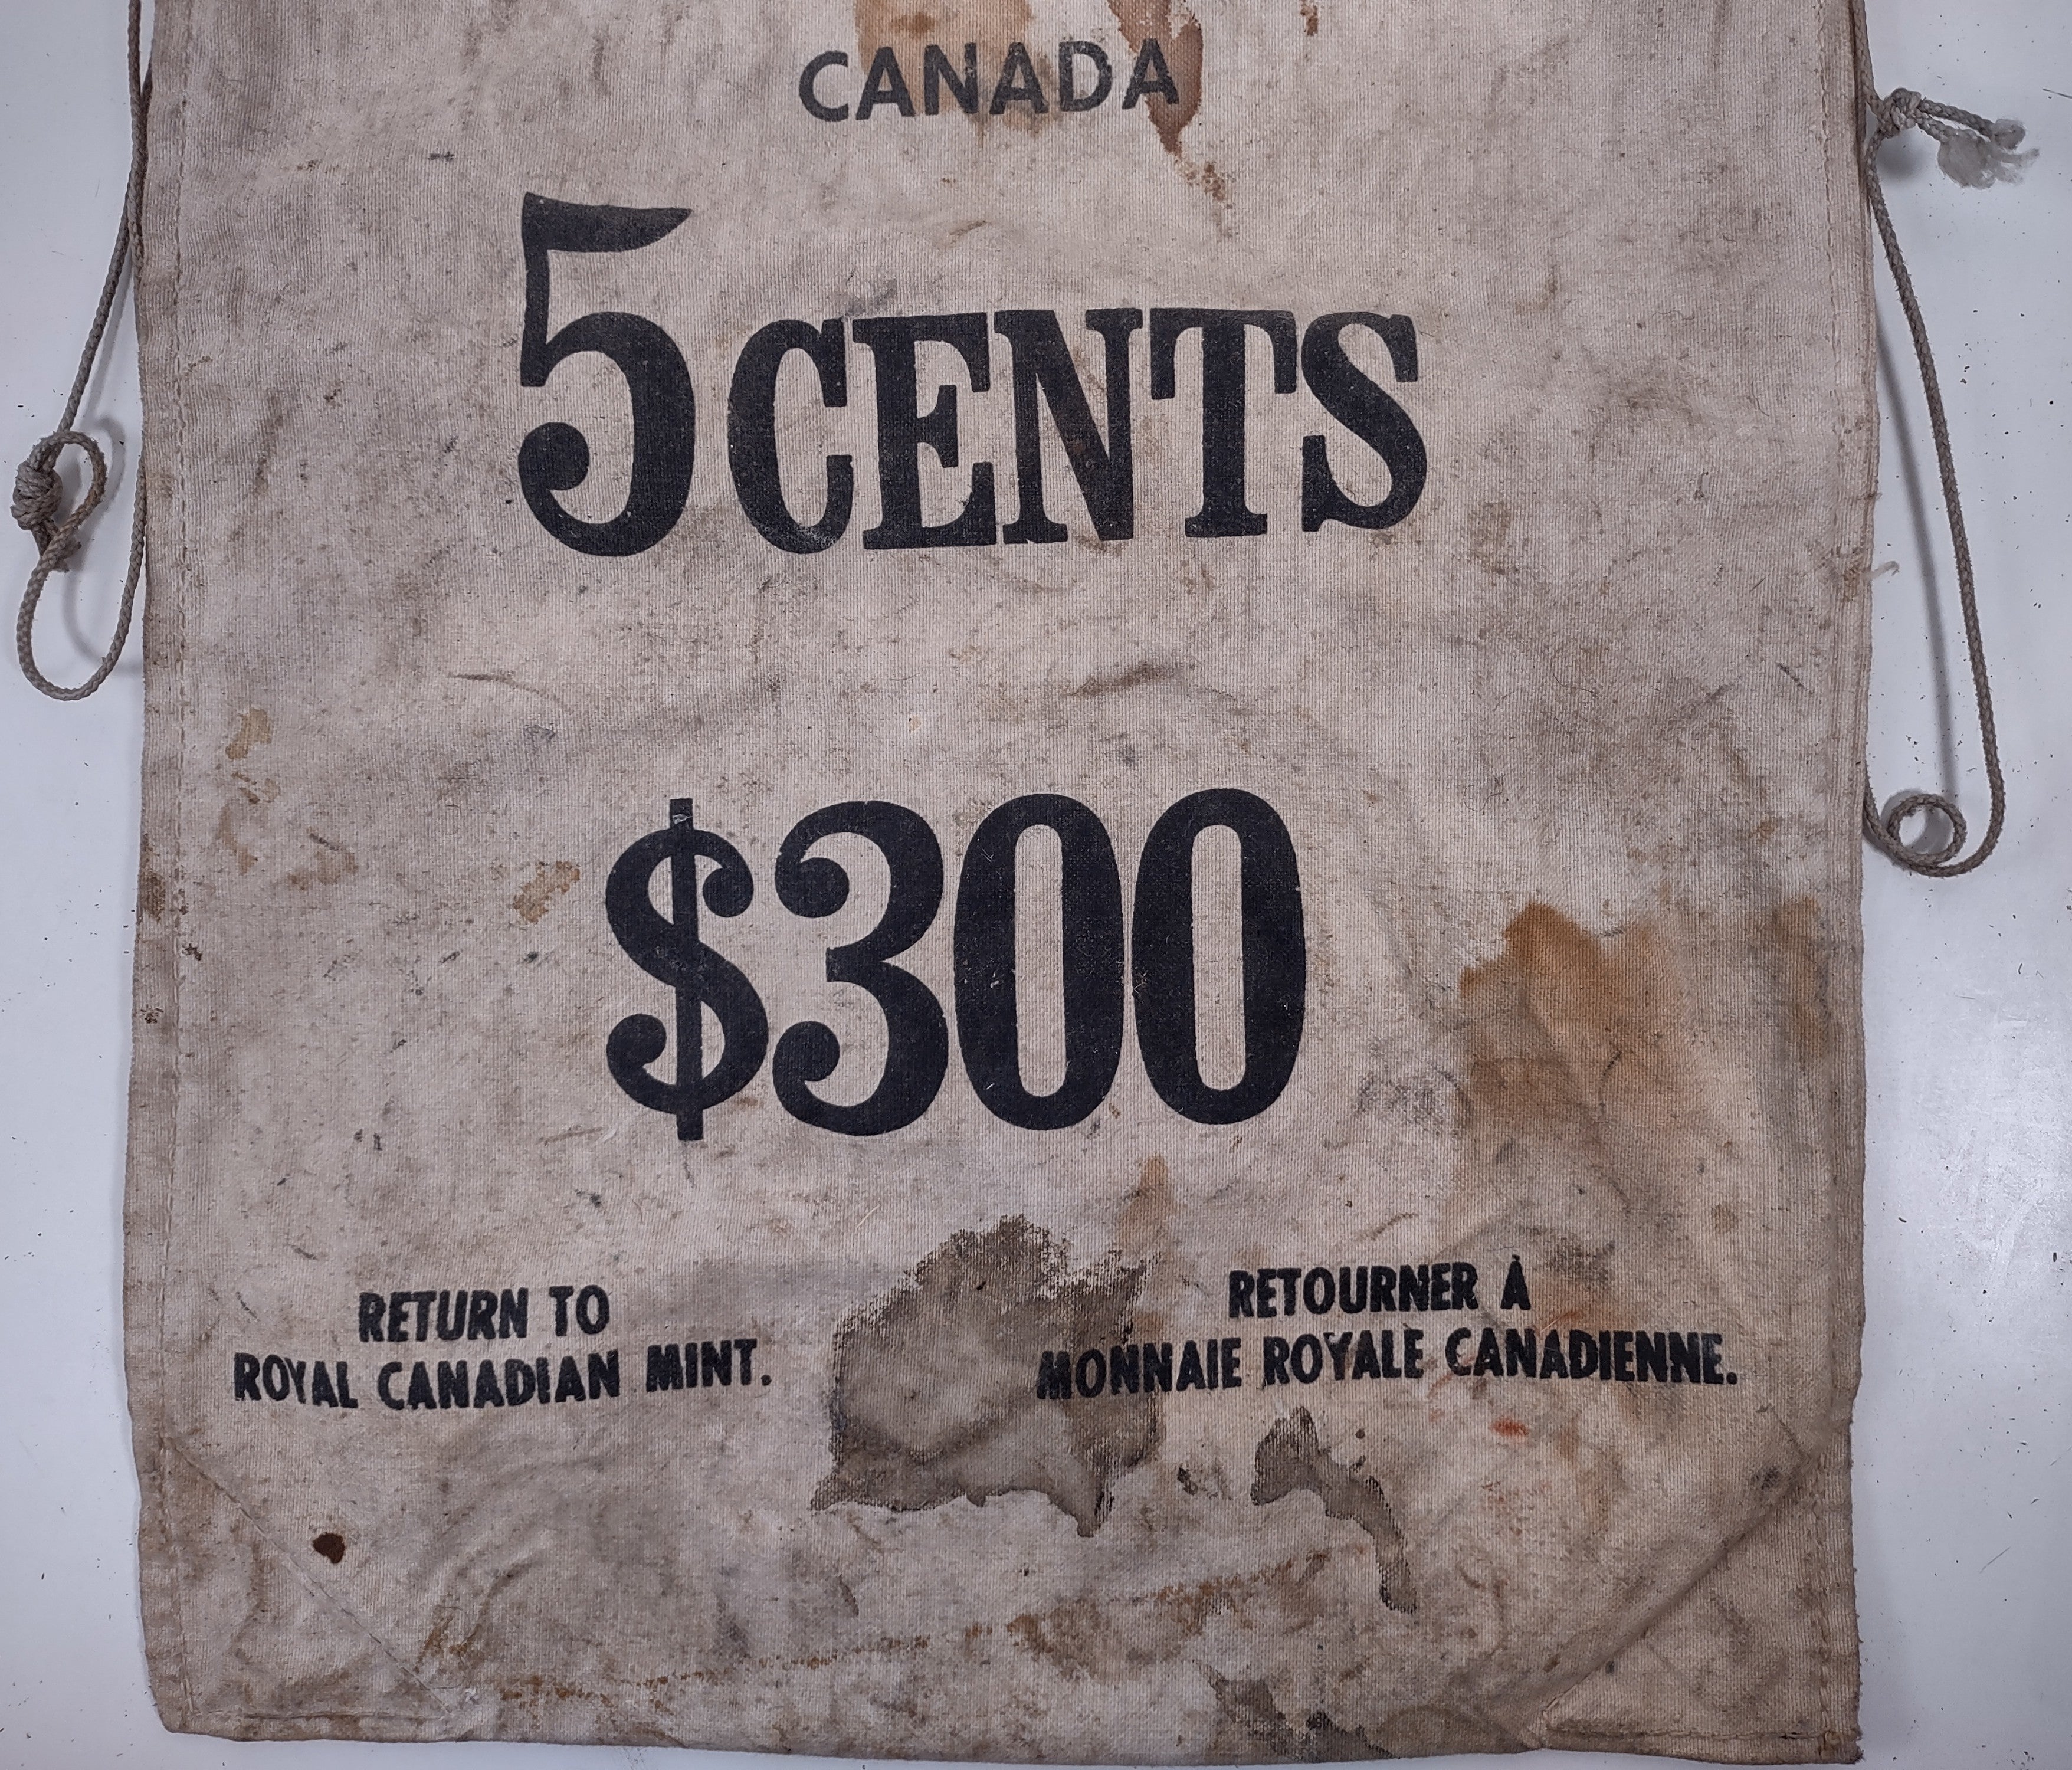 CANADA
5 CENTS
$300
RETURN TO
ROYAL CANADIAN MINT.
RETOURNER À
MONNAIE ROYALE CANADIENNE.